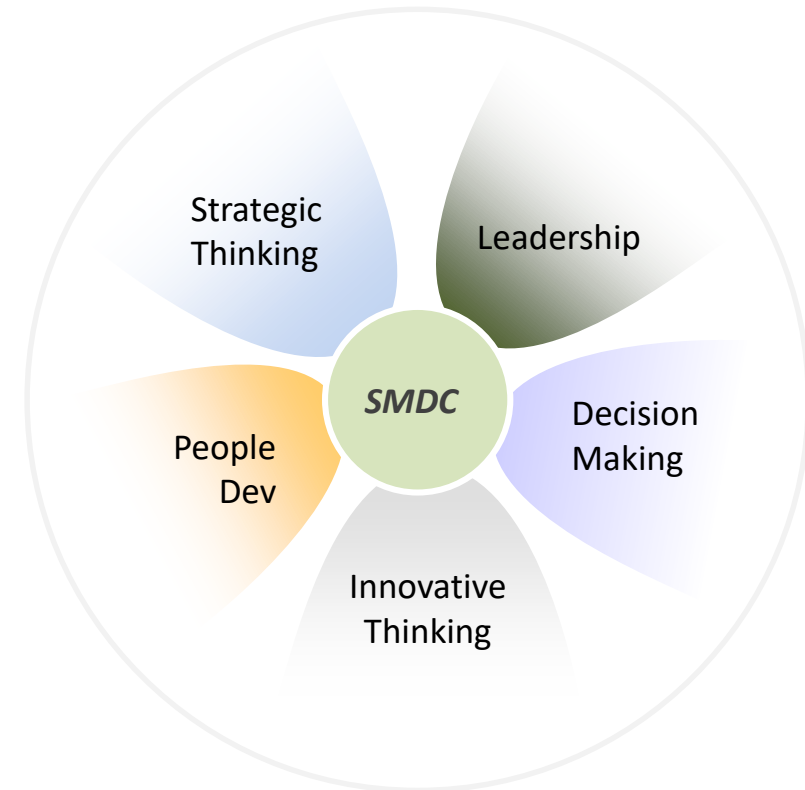 Strategic
Thinking
Leadership
SMDC
Decision
Making
People
Dev
Innovative
Thinking